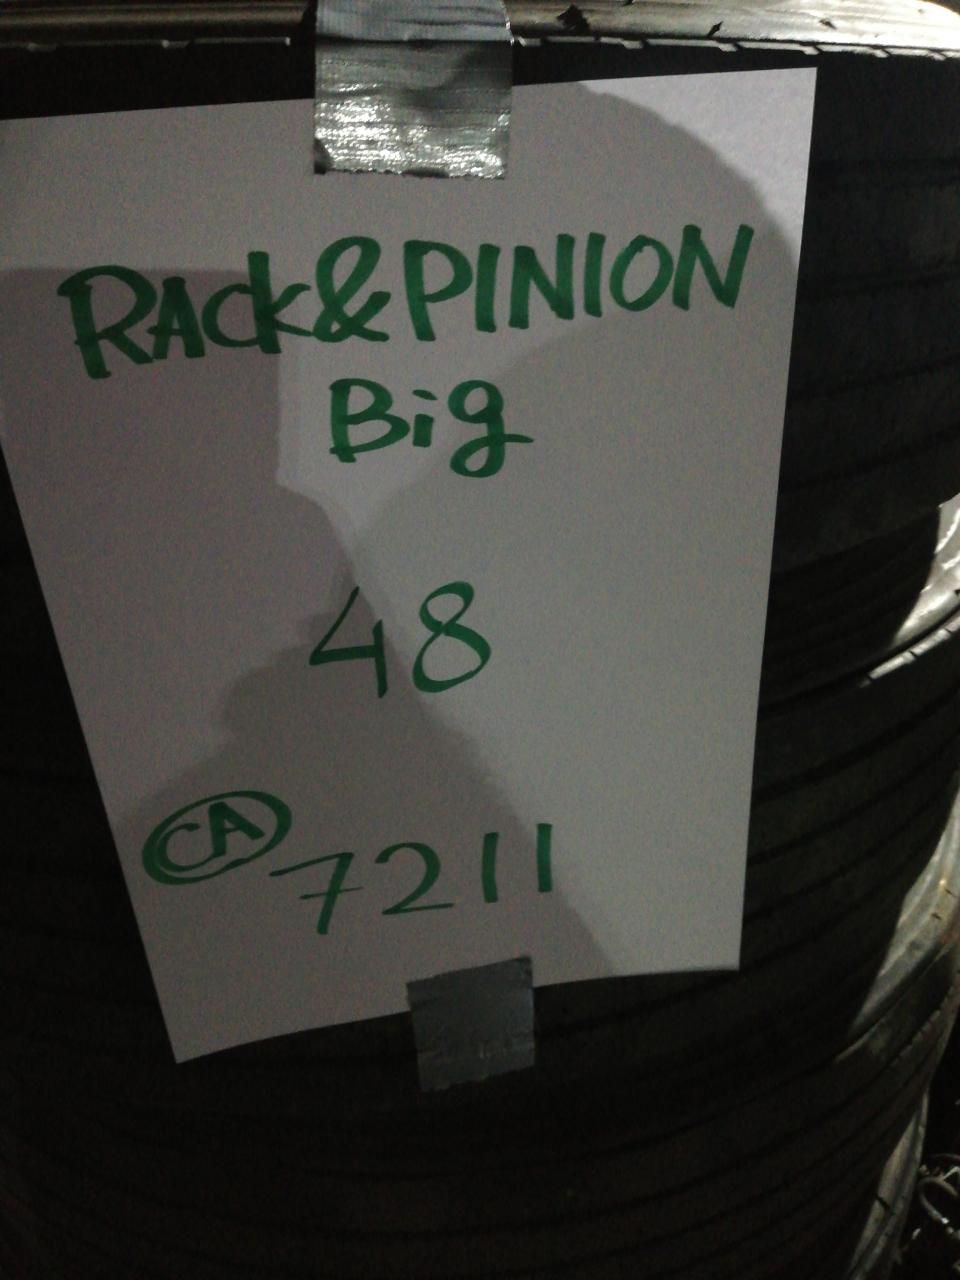 RACK&PINION
Big
48
CA 7211